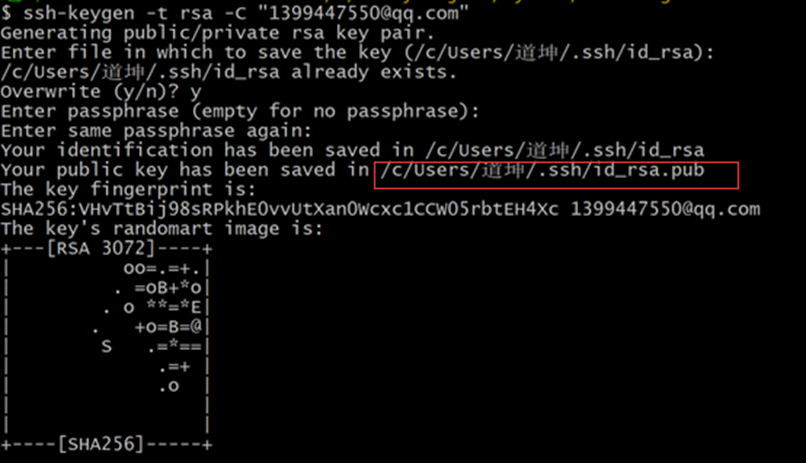 $ ssh-keygen -t rsa -C "1399447550@qq.com"
Generating public/private rsa key pair.
Enter file in which to save the key (/c/Users/道坤/.ssh/id_rsa):
/c/Users/道坤/.ssh/id_rsa already exists.
Overwrite (y/n)? y
Enter passphrase (empty for no passphrase):
Enter same passphrase again:
Your identification has been saved in /c/Users/道坤/.ssh/id_rsa
Your public key has been saved in /c/Users/道坤/.ssh/id_rsa.pub
The key fingerprint is:
SHA256:VHvTtBij98sRPkhEOvvUtXanOWcxc1CCWO5rbtEH4Xc 1399447550@qq.com
The key's randomart image is:
+---[RSA 3072]----+
|           oo=.=+.|
|          . =oB+*o|
|         . o **=*E|
|        .   +o=B=@|
|         S   .=*==|
|              .=+ |
|              .o  |
|                 |
|                 |
+----[SHA256]-----+